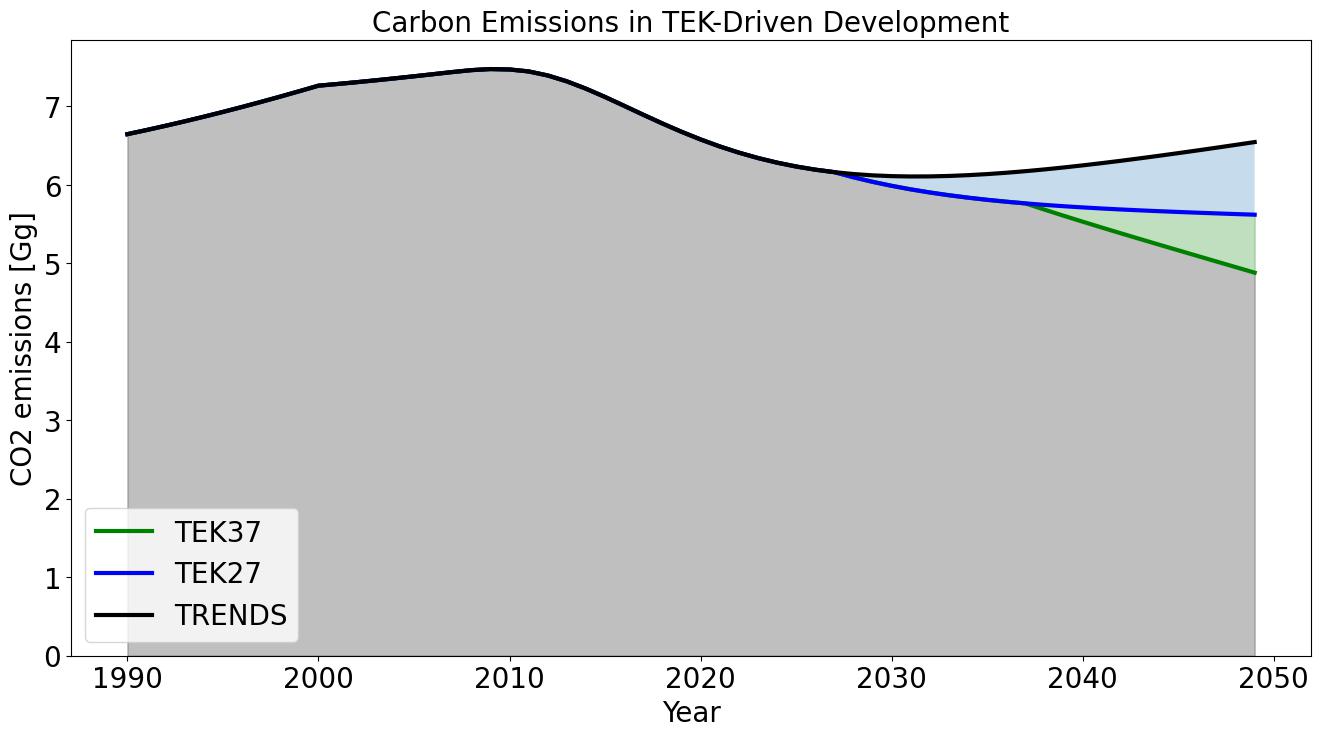 Carbon Emissions in TEK-Driven Development
CO2 emissions [Gg]
7
6
5
4
3
2
1
0
TEK37
TEK27
TRENDS
1990 2000 2010 2020 2030 2040 2050
Year